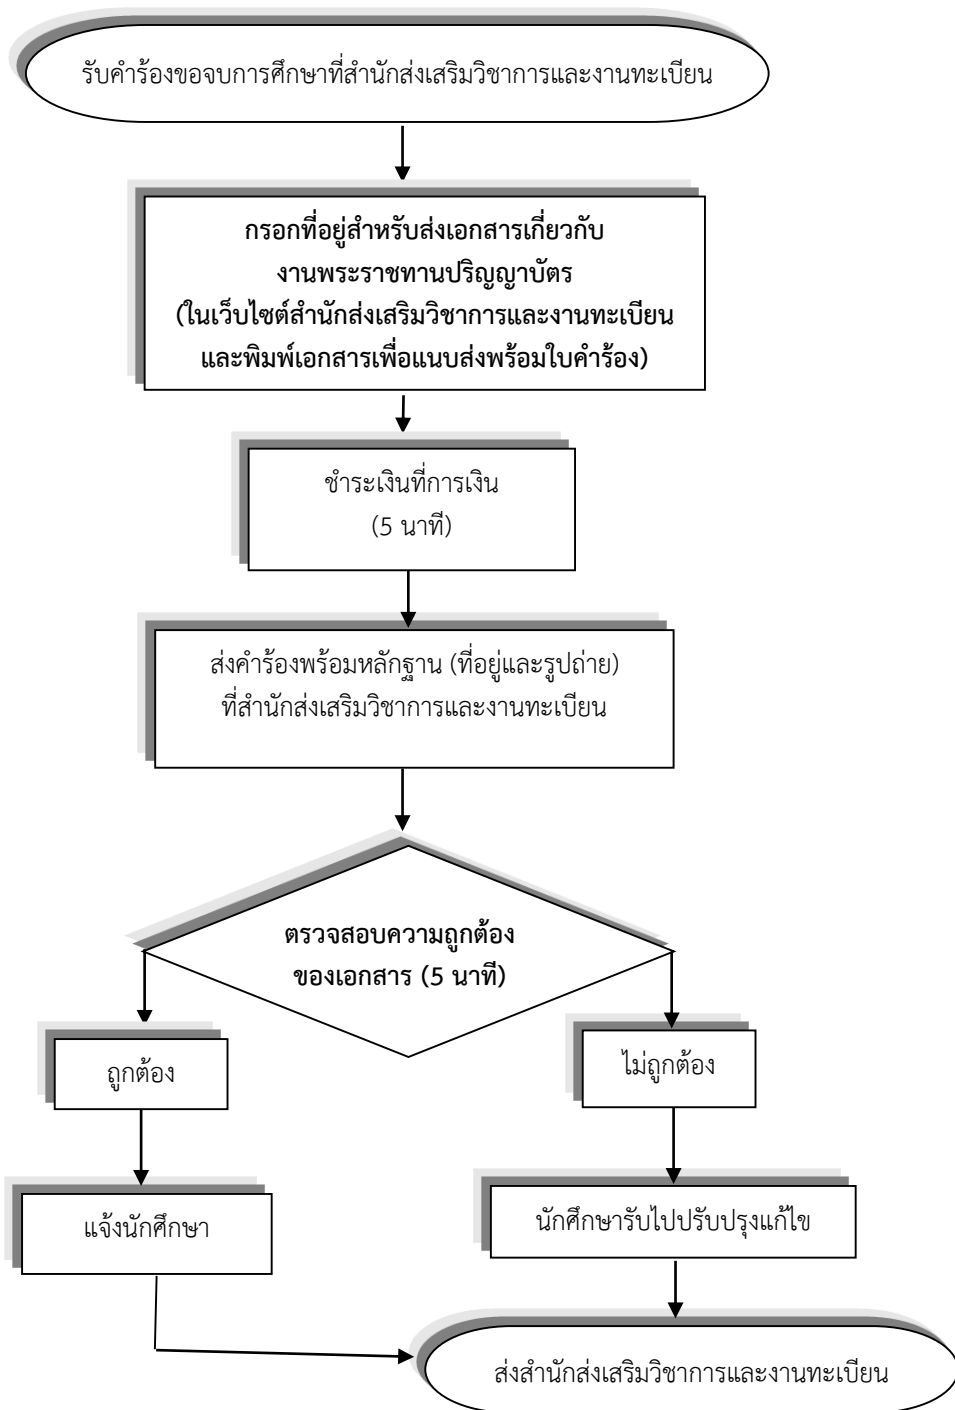 รับคำร้องขอจบการศึกษาที่สำนักส่งเสริมวิชาการและงานทะเบียน
กรอกที่อยู่สำหรับส่งเอกสารเกี่ยวกับ
งานพระราชทานปริญญาบัตร
(ในเว็บไซต์สำนักส่งเสริมวิชาการและงานทะเบียน
และพิมพ์เอกสารเพื่อแนบส่งพร้อมใบคำร้อง)
ชำระเงินที่การเงิน
(5 นาที)
ส่งคำร้องพร้อมหลักฐาน (ที่อยู่และรูปถ่าย)
ที่สำนักส่งเสริมวิชาการและงานทะเบียน
ตรวจสอบความถูกต้อง
ของเอกสาร (5 นาที)
ถูกต้อง
ไม่ถูกต้อง
แจ้งนักศึกษา
นักศึกษารับไปปรับปรุงแก้ไข
ส่งสำนักส่งเสริมวิชาการและงานทะเบียน